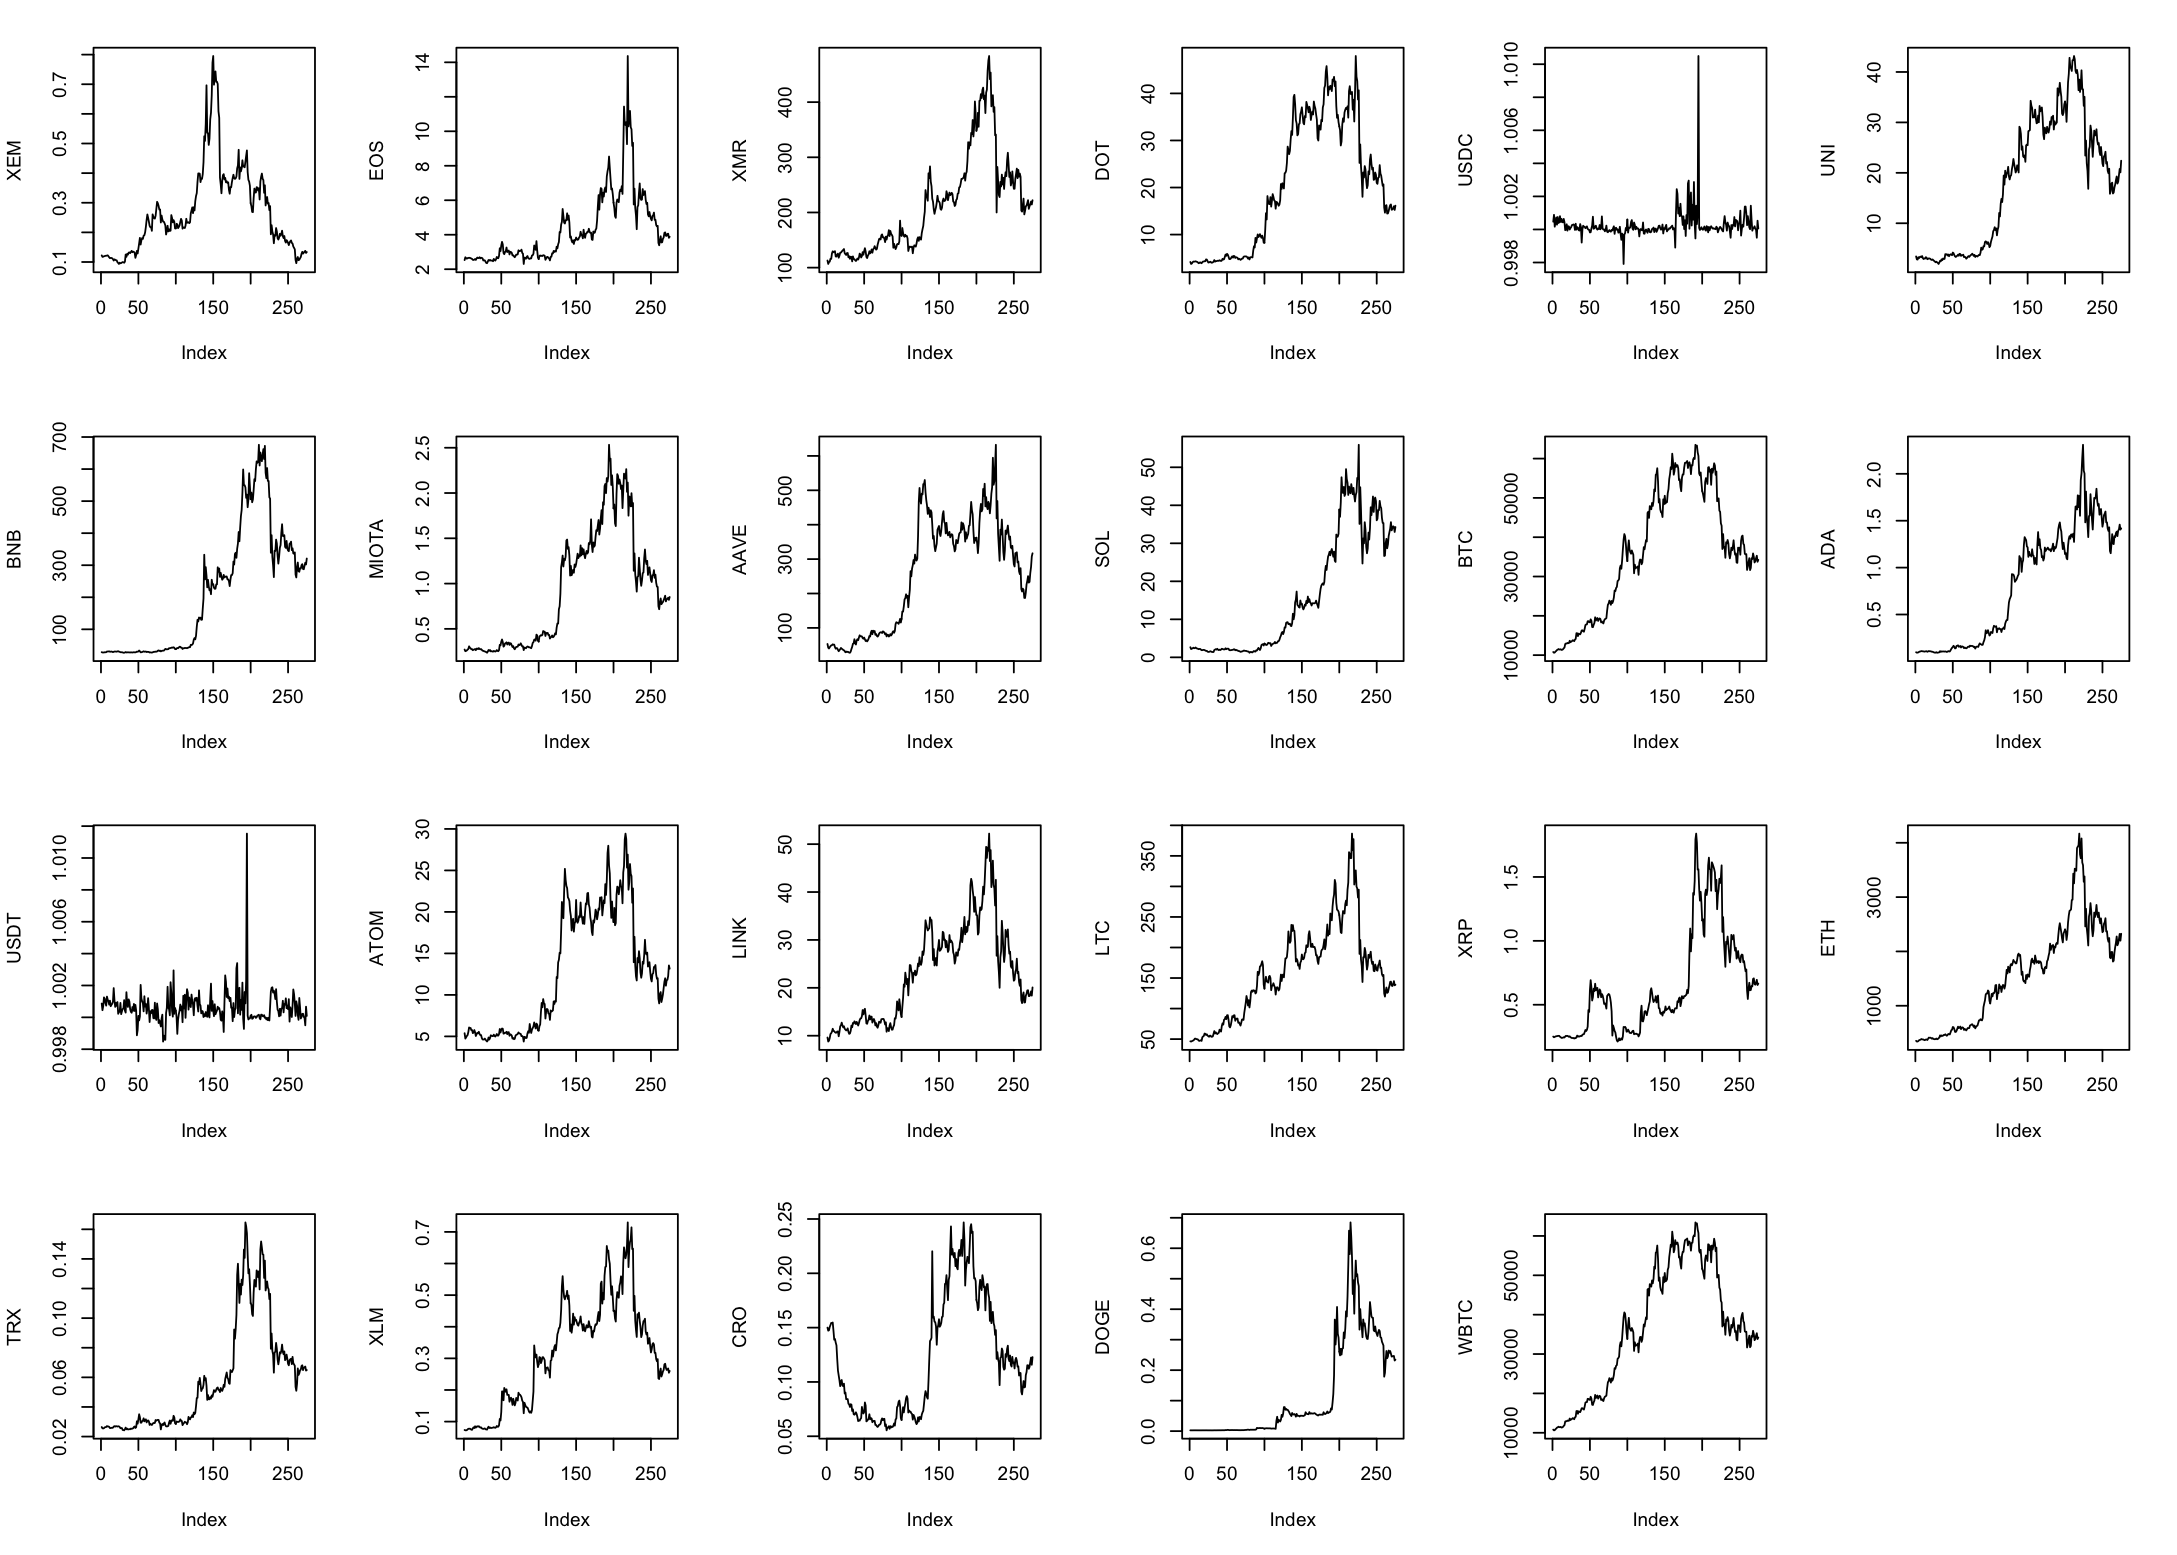 XEM
0.1 0.3 0.5 0.7
0 50 150 250
Index
EOS
2 4 6 8 10 14
0 50 150 250
Index
XMR
100 200 300 400
0 50 150 250
Index
DOT
10 20 30 40
0 50 150 250
Index
USDC
0.998 1.002 1.006 1.010
0 50 150 250
Index
UNI
10 20 30 40
0 50 150 250
Index
BNB
100 300 500 700
0 50 150 250
Index
MIOTA
0.5 1.0 1.5 2.0 2.5
0 50 150 250
Index
AAVE
100 300 500
0 50 150 250
Index
SOL
0 10 20 30 40 50
0 50 150 250
Index
BTC
10000 30000 50000
0 50 150 250
Index
ADA
0.5 1.0 1.5 2.0
0 50 150 250
Index
USDT
0.998 1.002 1.006 1.010
0 50 150 250
Index
ATOM
5 10 15 20 25 30
0 50 150 250
Index
LINK
10 20 30 40 50
0 50 150 250
Index
LTC
50 150 250 350
0 50 150 250
Index
XRP
0.5 1.0 1.5
0 50 150 250
Index
ETH
1000 3000
0 50 150 250
Index
TRX
0.02 0.06 0.10 0.14
0 50 150 250
Index
XLM
0.1 0.3 0.5 0.7
0 50 150 250
Index
CRO
0.05 0.10 0.15 0.20 0.25
0 50 150 250
Index
DOGE
0.0 0.2 0.4 0.6
0 50 150 250
Index
WBTC
10000 30000 50000
0 50 150 250
Index